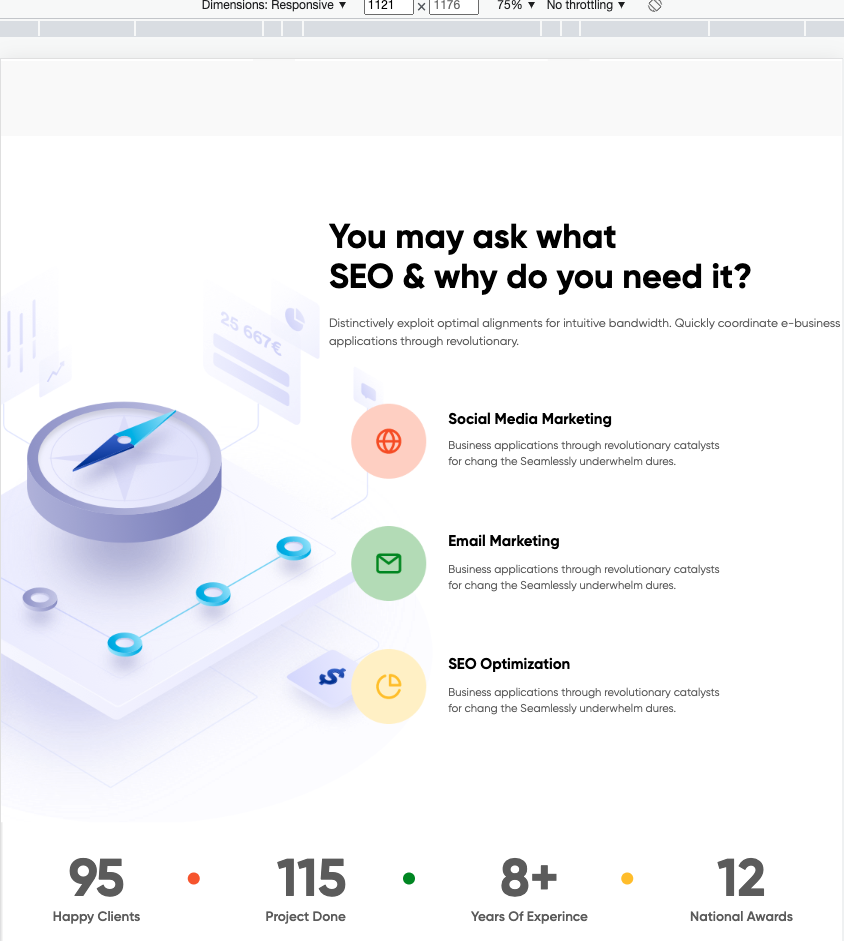 Dimensions: Responsive ▼ 1121 × 1176 75% ▼ No throttling ▼
You may ask what
SEO & why do you need it?
Distinctively exploit optimal alignments for intuitive bandwidth. Quickly coordinate e-business
applications through revolutionary.
25 667€
Social Media Marketing
Business applications through revolutionary catalysts
for chang the Seamlessly underwhelm dures.
Email Marketing
Business applications through revolutionary catalysts
for chang the Seamlessly underwhelm dures.
$
SEO Optimization
Business applications through revolutionary catalysts
for chang the Seamlessly underwhelm dures.
95 115 8+ 12
Happy Clients Project Done Years Of Experince National Awards